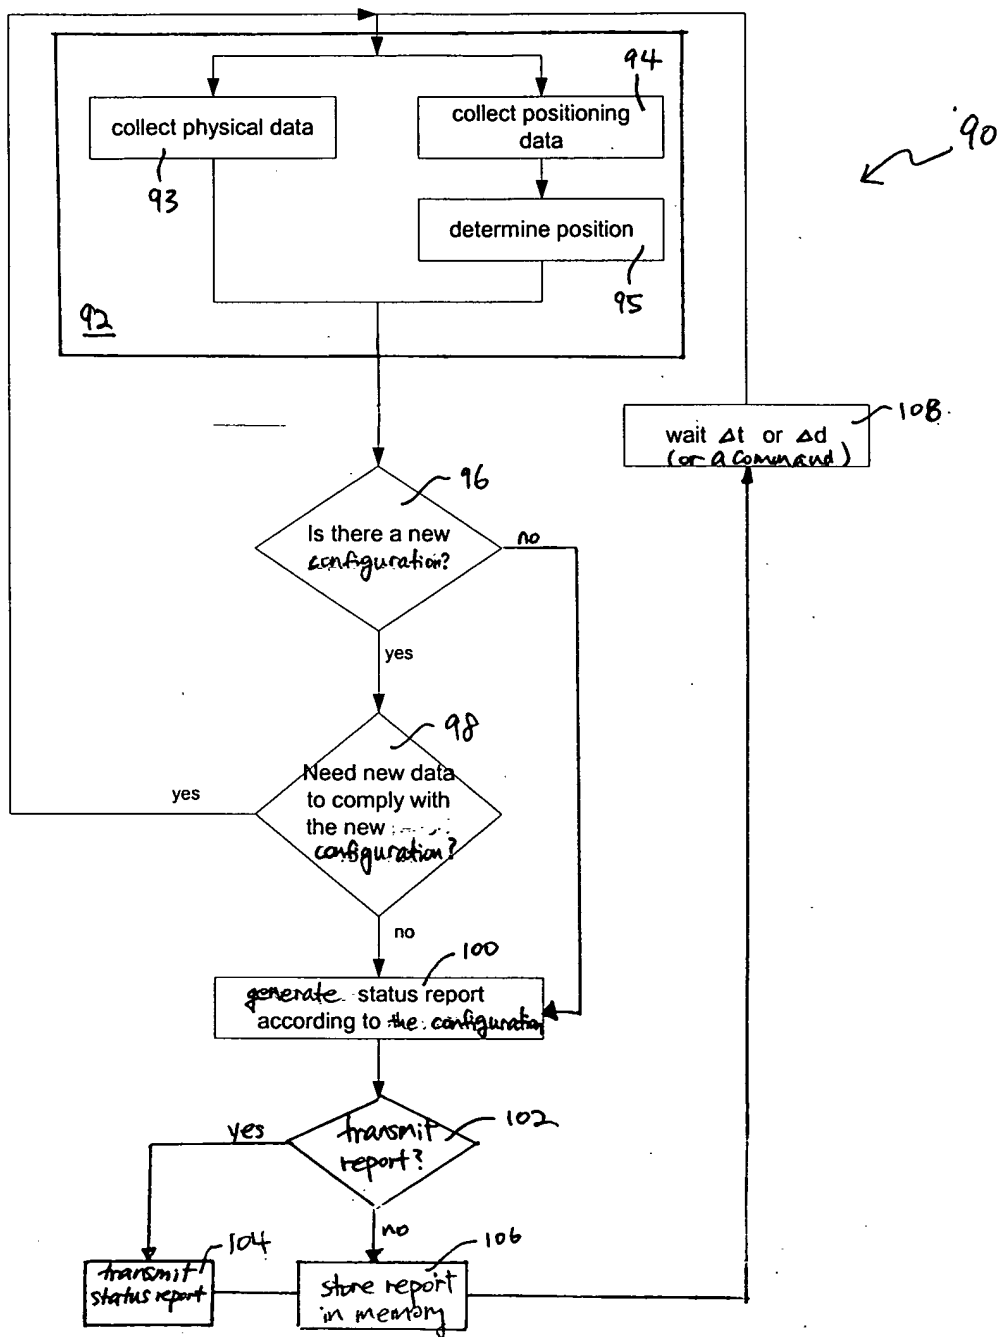 94
collect physical data
collect positioning
data
90
93
determine position
95
92
108
wait Δt or Δd
(or a command)
96
Is there a new
configuration?
no
yes
98
Need new data
to comply with
the new
configuration?
yes
no
100
generate status report
according to the configuration
102
yes
transmit
report?
no
104
106
transmit
status report
store report
in memory